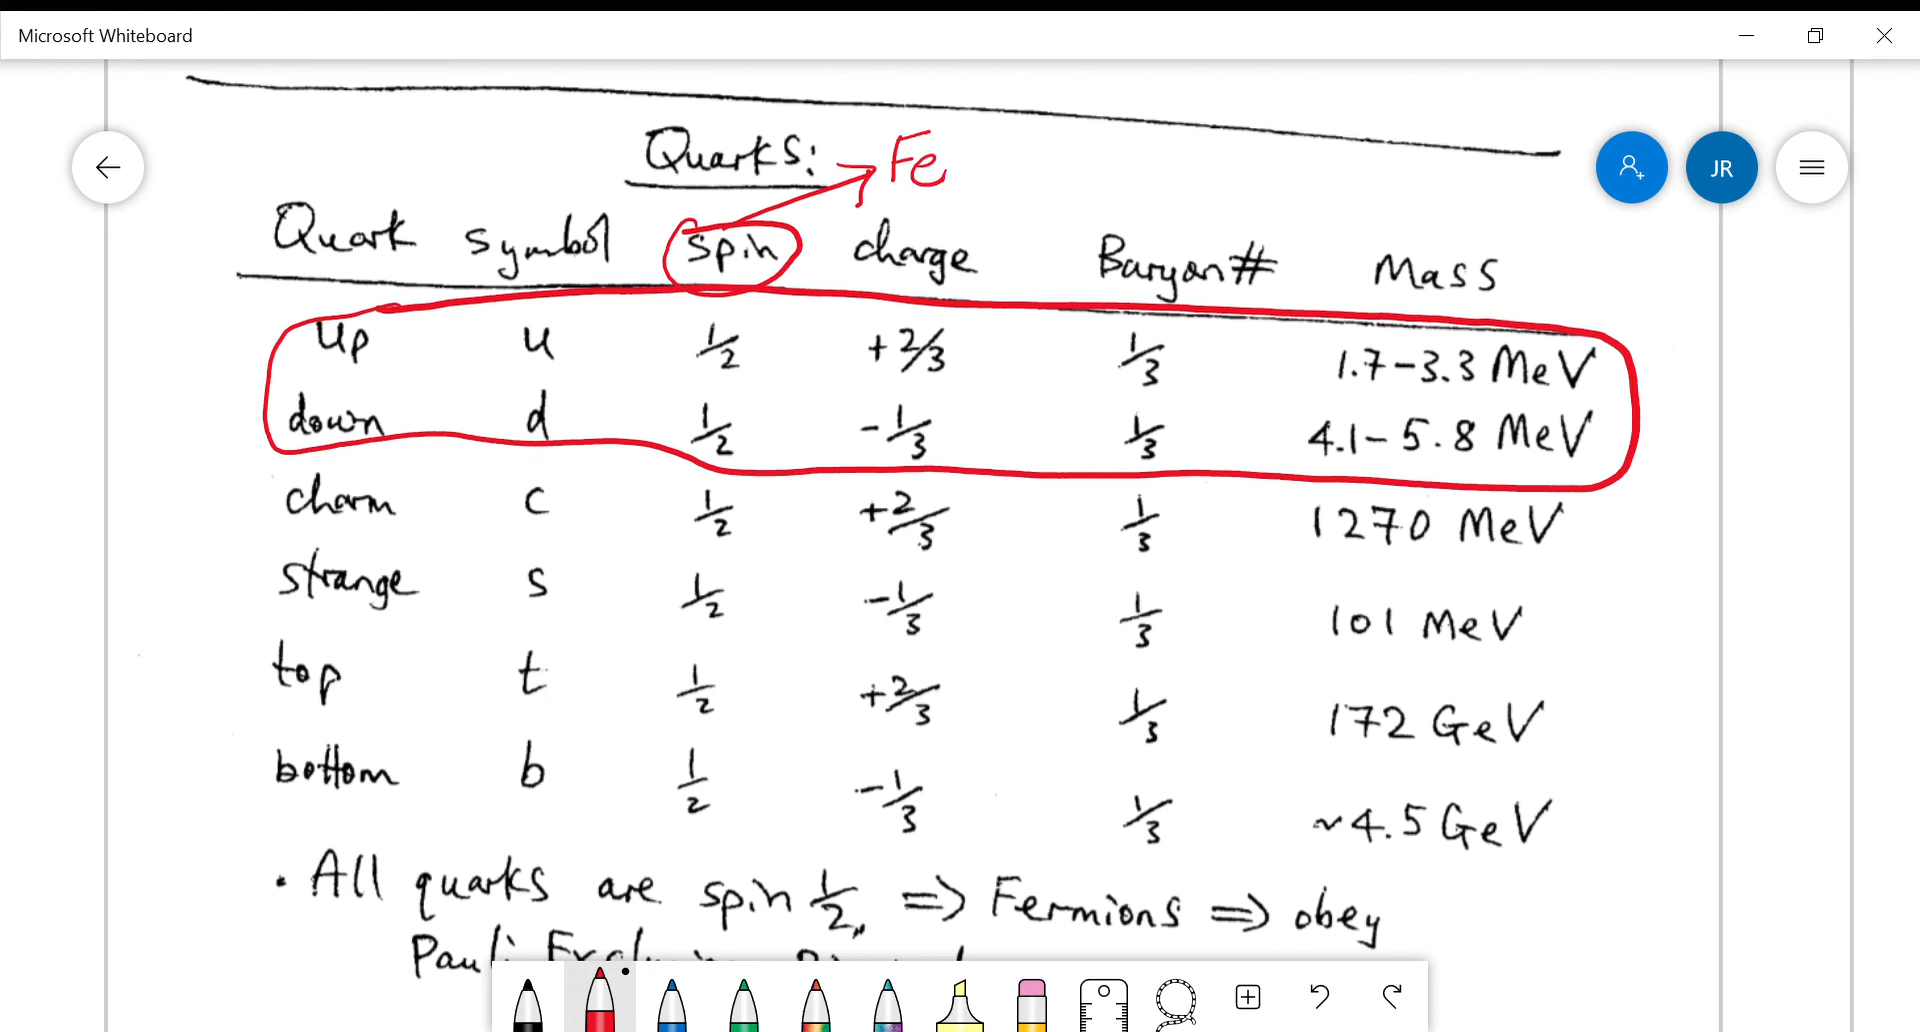 Microsoft Whiteboard
Quarks: Fe
JR
Quark symbol spin charge Baryon# Mass
up u 1/2 +2/3 1/3 1.7-3.3 MeV
down d 1/2 -1/3 1/3 4.1-5.8 MeV
charm c 1/2 +2/3 1/3 1270 MeV
strange s 1/2 -1/3 1/3 101 MeV
top t 1/2 +2/3 1/3 172 GeV
bottom b 1/2 -1/3 1/3 ~4.5 GeV
· All quarks are spin 1/2, => Fermions => obey
Pauli